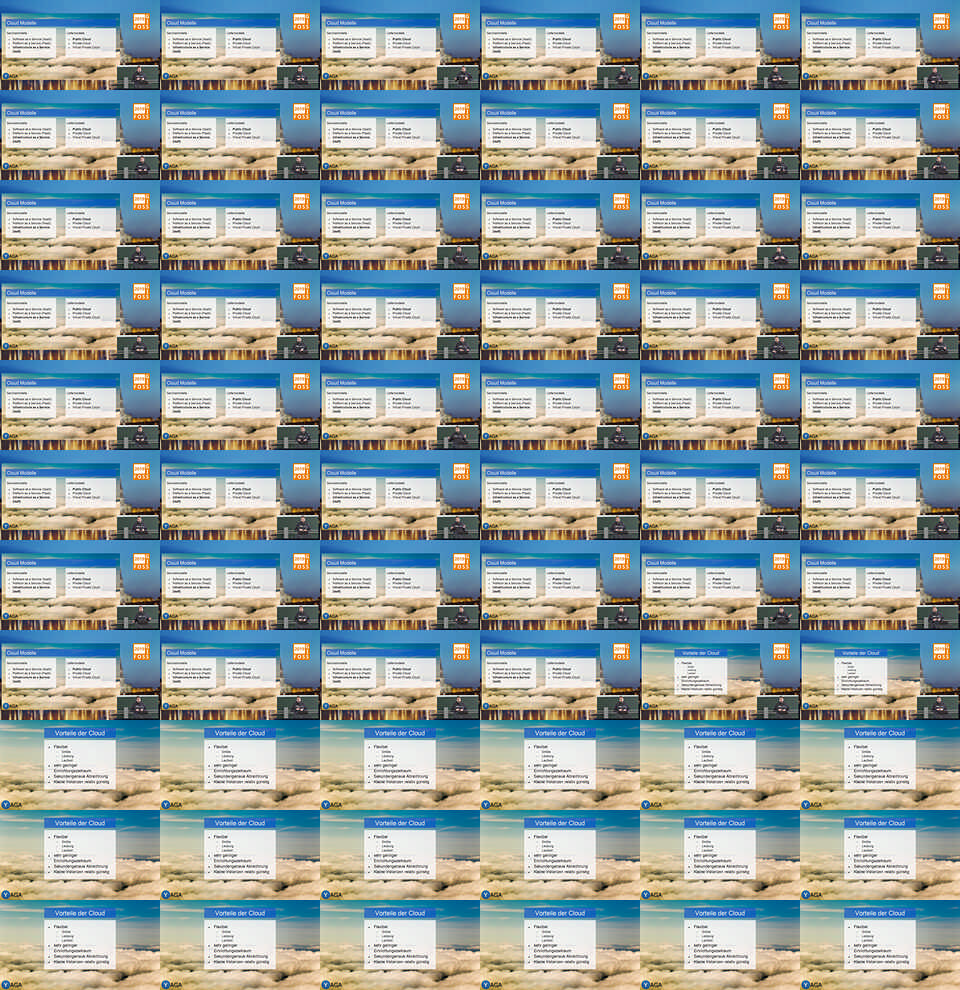 Cloud Modelle
Servicemodelle
Software as a Service (SaaS)
Platform as a Service (PaaS)
Infrastructure as a Service
(IaaS)
Liefermodelle
Public Cloud
Private Cloud
Virtual Private Cloud
2019
FOSS
YAGA
Vorteile der Cloud
Flexibel
Größe
Leistung
Laufzeit
sehr geringer
Einrichtungszeitraum
Sekundengenaue Abrechnung
Kleine Instanzen relativ günstig
YAGA